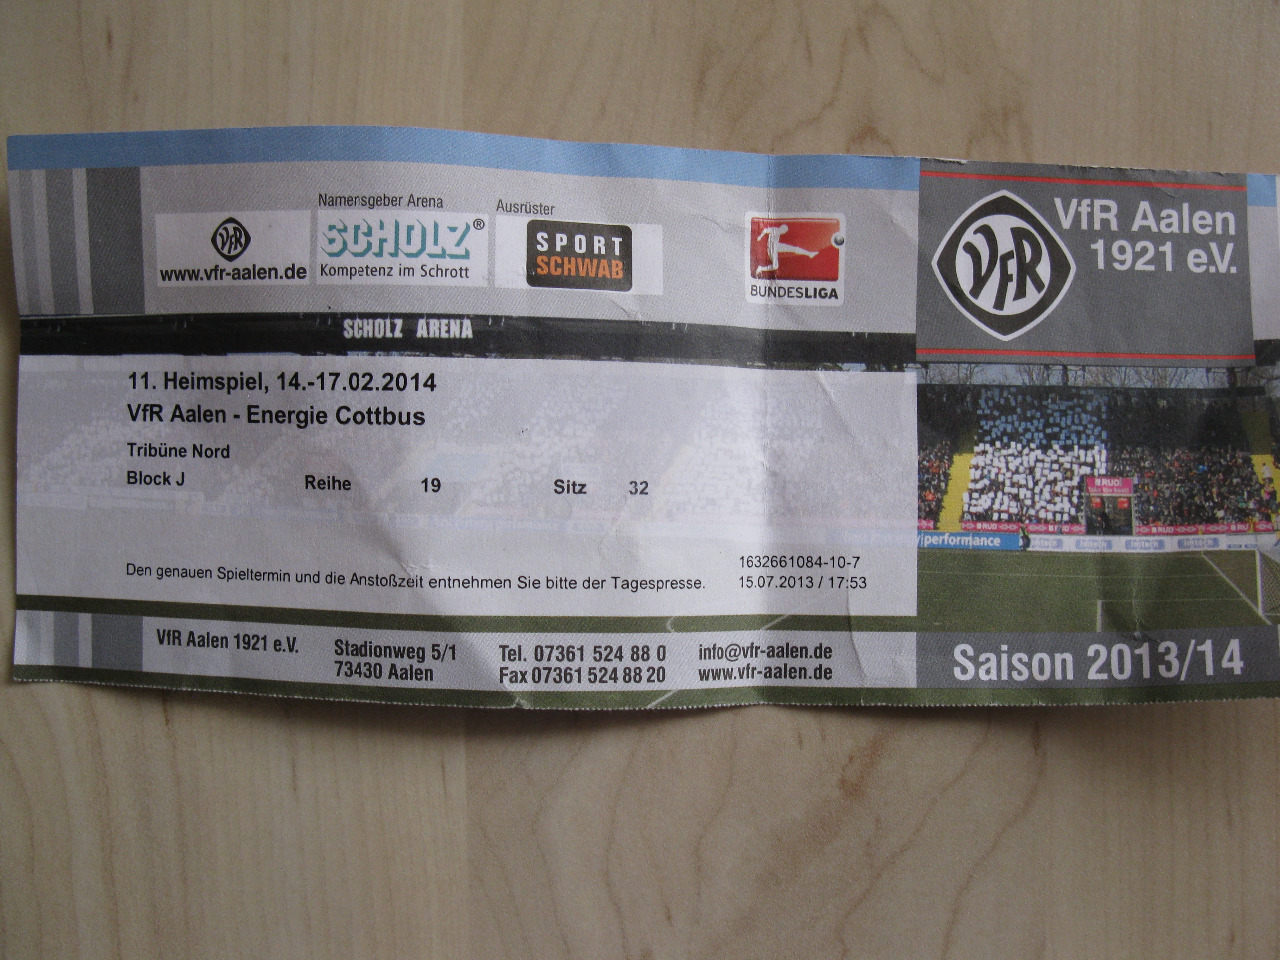 Namensgeber Arena
Ausrüster
VfR
www.vfr-aalen.de
SCHOLZ®
Kompetenz im Schrott
SPORT
SCHWAB
BUNDESLIGA
VfR
VfR Aalen
1921 e.V.
SCHOLZ ARENA
11. Heimspiel, 14.-17.02.2014
VfR Aalen - Energie Cottbus
Tribüne Nord
Block J Reihe 19 Sitz 32
1632661084-10-7
Den genauen Spieltermin und die Anstoßzeit entnehmen Sie bitte der Tagespresse. 15.07.2013 / 17:53
RUD
performance
VfR Aalen 1921 e.V.
Stadionweg 5/1
73430 Aalen
Tel. 07361 524 88 0
Fax 07361 524 88 20
info@vfr-aalen.de
www.vfr-aalen.de
Saison 2013/14